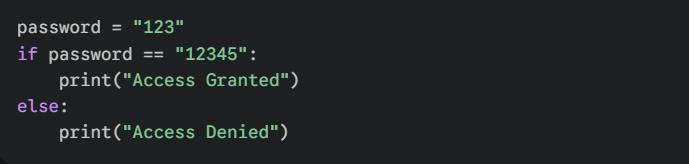 password = "123"
if password == "12345":
    print("Access Granted")
else:
    print("Access Denied")